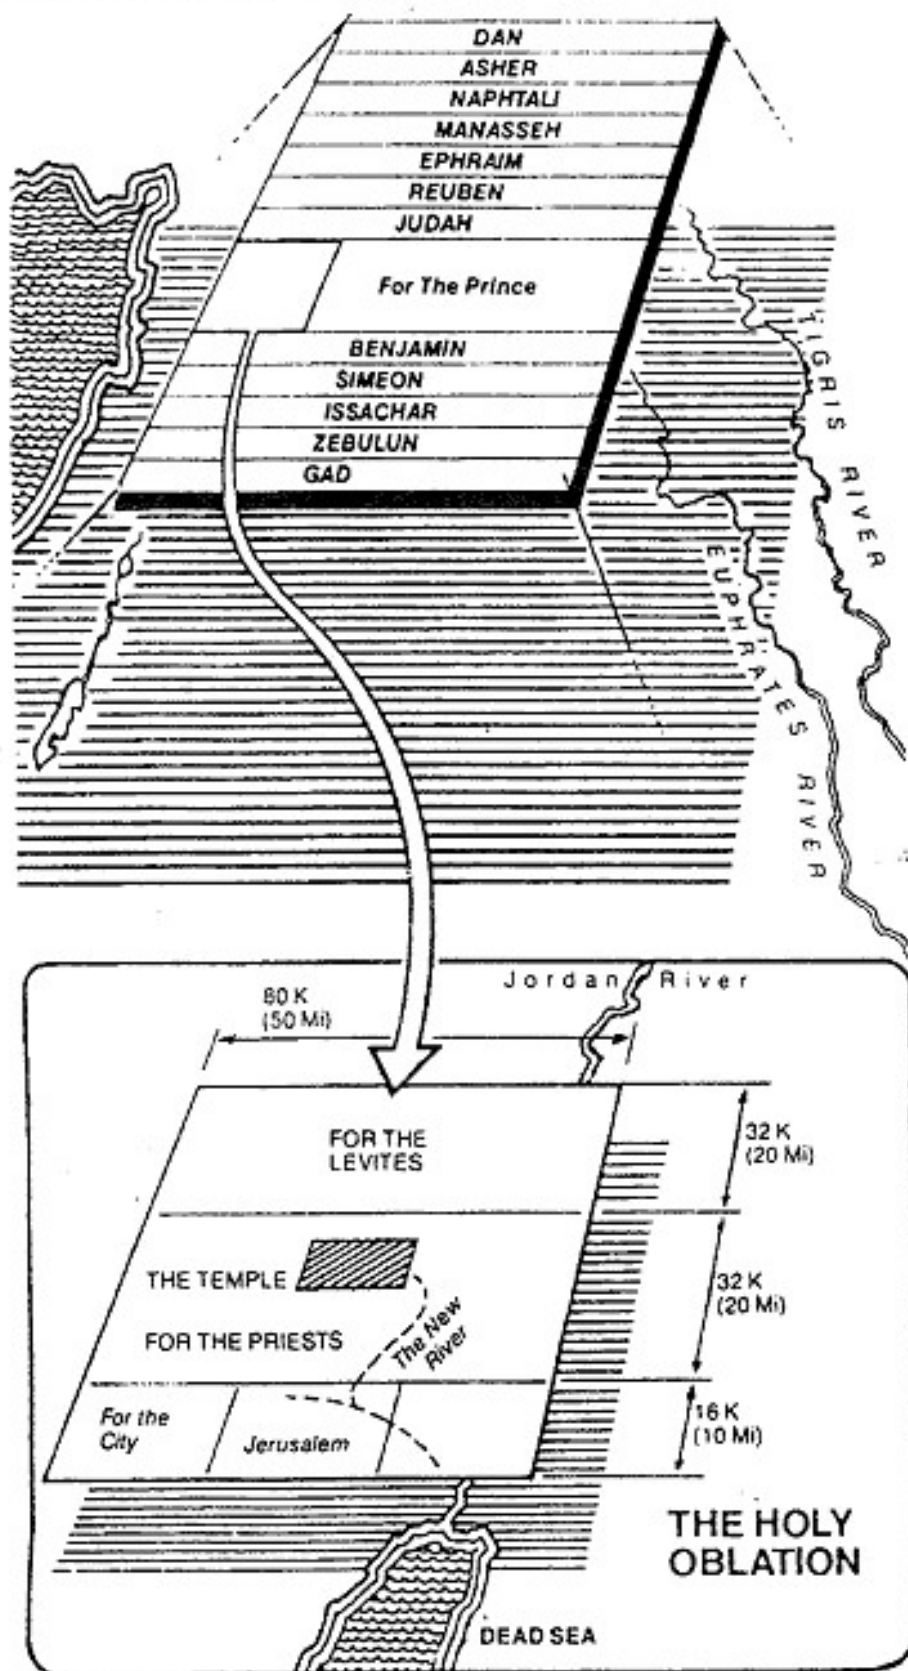 DAN
ASHER
NAPHTALI
MANASSEH
EPHRAIM
REUBEN
JUDAH
For The Prince
BENJAMIN
SIMEON
ISSACHAR
ZEBULUN
GAD
TIGRIS RIVER
EUPHRATES RIVER
Jordan River
80 K
(50 Mi)
FOR THE
LEVITES
32 K
(20 Mi)
THE TEMPLE
32 K
(20 Mi)
FOR THE PRIESTS
The New
River
For the
City
Jerusalem
16 K
(10 Mi)
THE HOLY
OBLATION
DEAD SEA